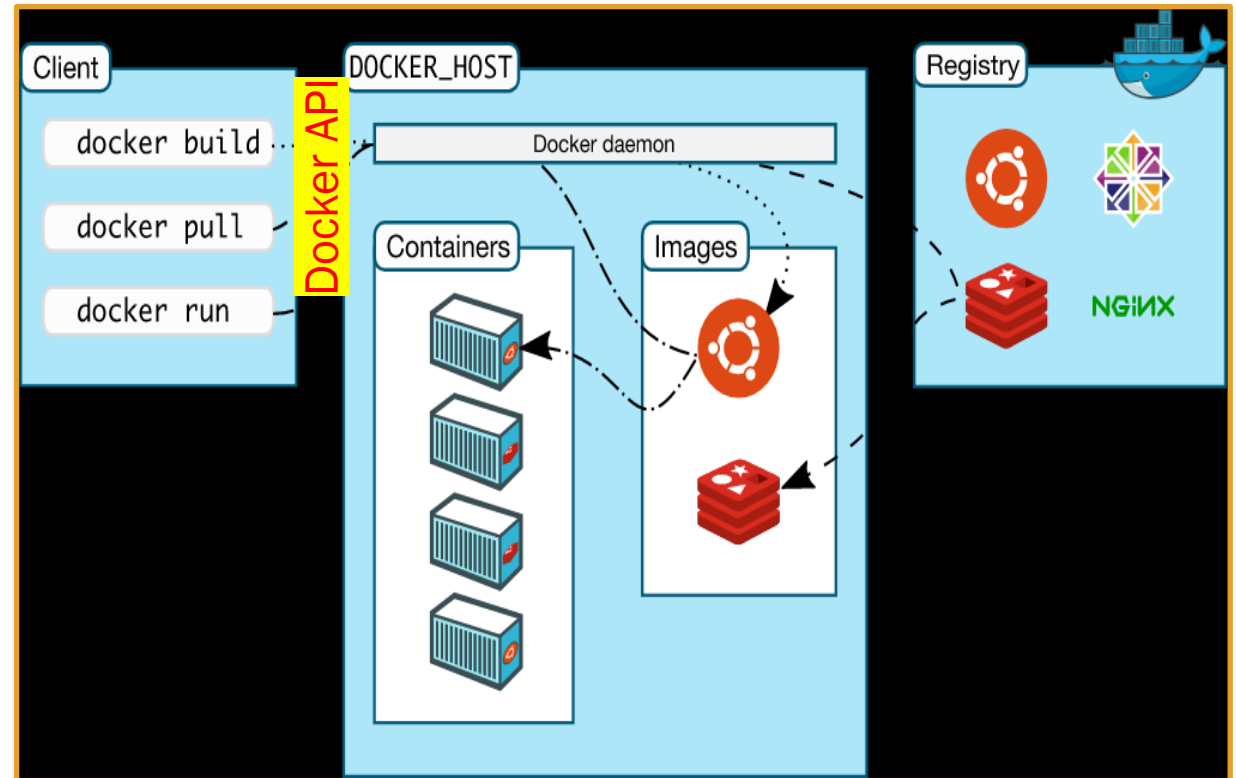 Client
DOCKER_HOST
Registry
docker build
docker pull
docker run
Docker API
Docker daemon
Containers
Images
NGiNX